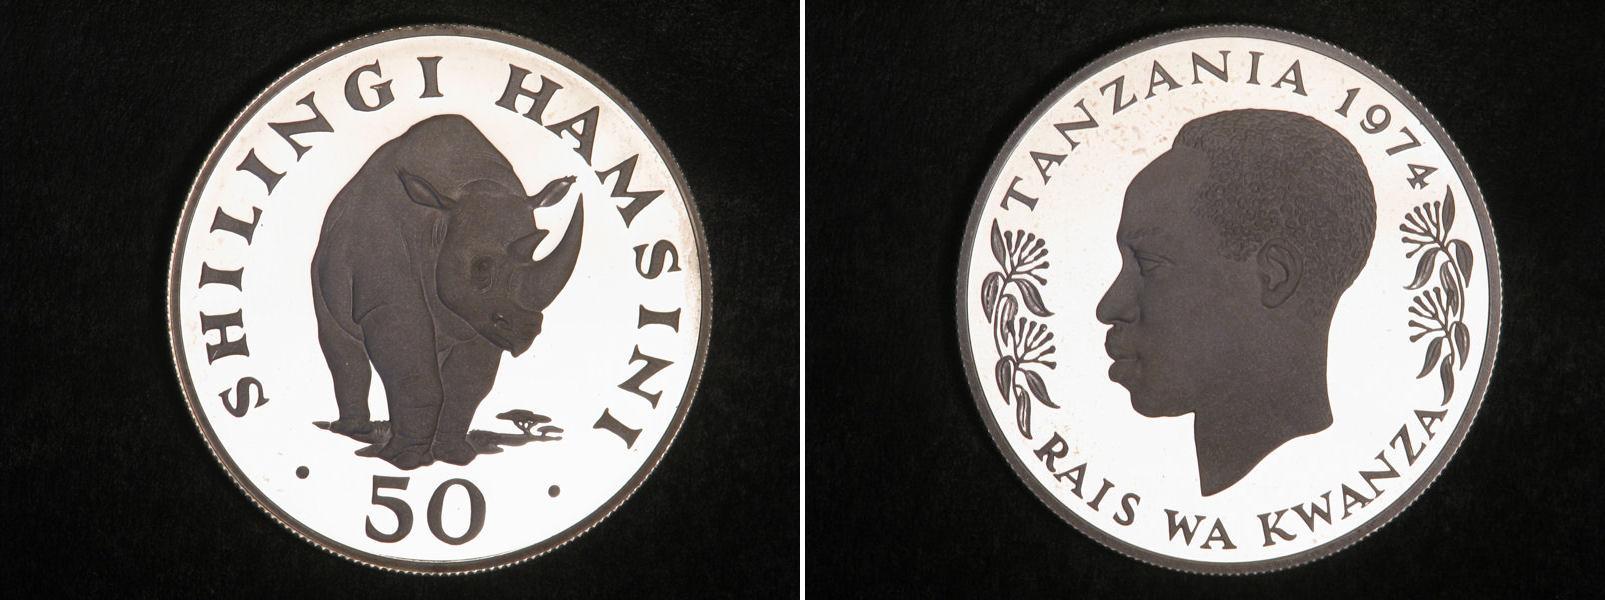 SHILINGI HAMSINI
50
TANZANIA 1974
RAIS WA KWANZA